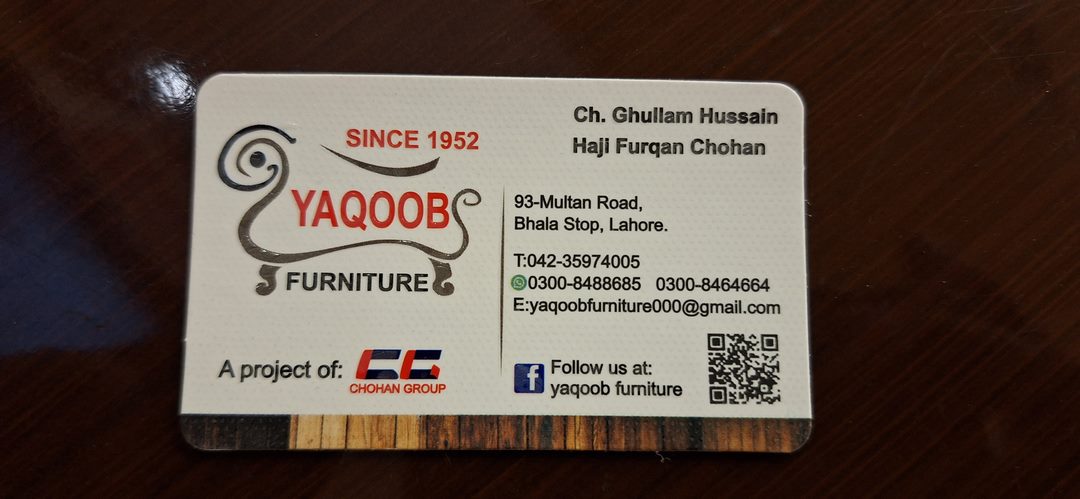 SINCE 1952
YAQOOB
FURNITURE
A project of:
CG
CHOHAN GROUP
Ch. Ghullam Hussain
Haji Furqan Chohan
93-Multan Road,
Bhala Stop, Lahore.
T:042-35974005
0300-8488685 0300-8464664
E:yaqoobfurniture000@gmail.com
f
Follow us at:
yaqoob furniture